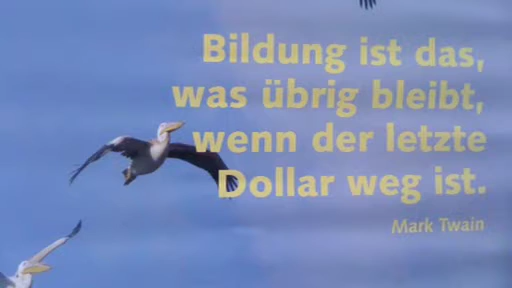 Bildung ist das,
was übrig bleibt,
wenn der letzte
Dollar weg ist.
Mark Twain